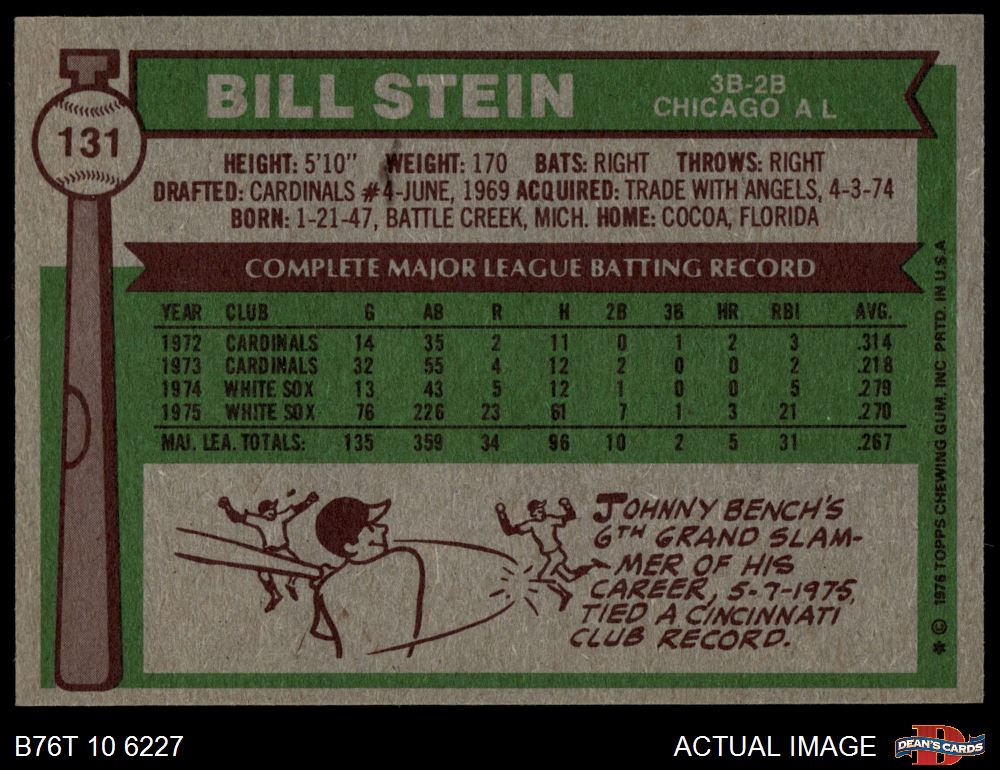 131
BILL STEIN
3B-2B
CHICAGO A L
HEIGHT: 5'10" WEIGHT: 170 BATS: RIGHT THROWS: RIGHT
DRAFTED: CARDINALS #4-JUNE, 1969 ACQUIRED: TRADE WITH ANGELS, 4-3-74
BORN: 1-21-47, BATTLE CREEK, MICH. HOME: COCOA, FLORIDA
COMPLETE MAJOR LEAGUE BATTING RECORD
YEAR CLUB G AB R H 2B 3B HR RBI AVG.
1972 CARDINALS 14 35 2 11 0 1 2 3 .314
1973 CARDINALS 32 55 4 12 2 0 0 2 .218
1974 WHITE SOX 13 43 5 12 1 0 0 5 .279
1975 WHITE SOX 76 226 23 61 7 1 3 21 .270
MAJ. LEA. TOTALS: 135 359 34 96 10 2 5 31 .267
JOHNNY BENCH'S
6TH GRAND SLAM-
MER OF HIS
CAREER, 5-7-1975,
TIED A CINCINNATI
CLUB RECORD.
* © 1976 TOPPS CHEWING GUM, INC. PRTD. IN U.S.A.
B76T 10 6227
ACTUAL IMAGE
DEAN'S CARDS